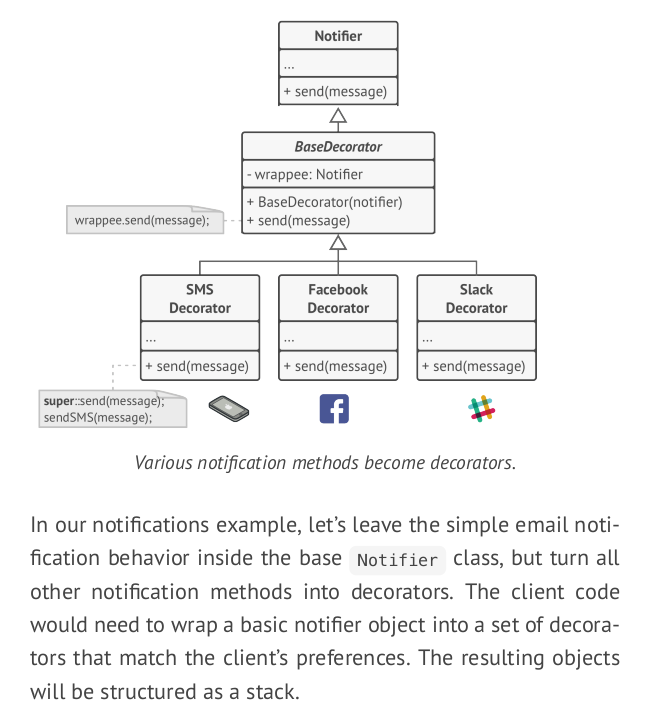 Notifier
...
+ send(message)
BaseDecorator
- wrappee: Notifier
+ BaseDecorator(notifier)
+ send(message)
wrappee.send(message);
SMS
Decorator
...
+ send(message)
Facebook
Decorator
...
+ send(message)
Slack
Decorator
...
+ send(message)
super::send(message);
sendSMS(message);
Various notification methods become decorators.
In our notifications example, let’s leave the simple email noti-
fication behavior inside the base Notifier class, but turn all
other notification methods into decorators. The client code
would need to wrap a basic notifier object into a set of decora-
tors that match the client’s preferences. The resulting objects
will be structured as a stack.